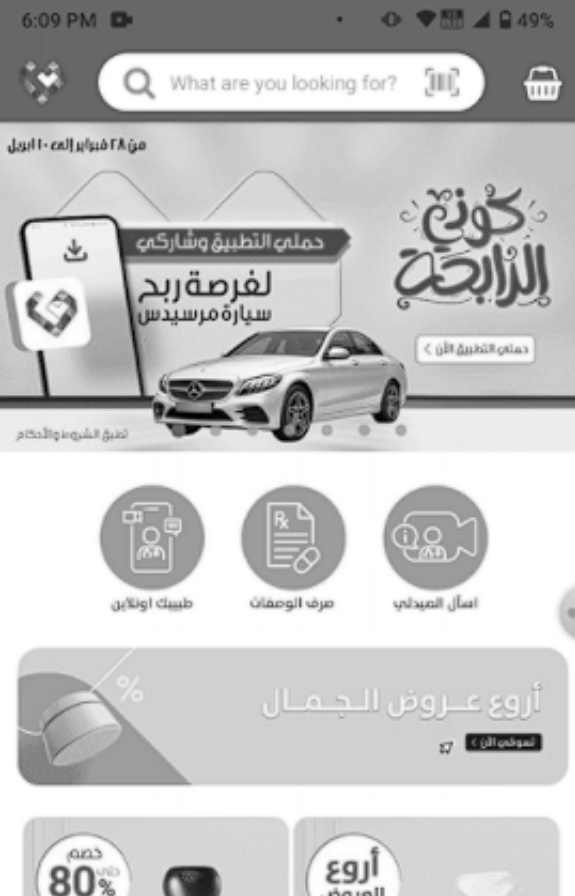 6:09 PM
49%
What are you looking for?
من ٢٨ فبراير إلى ١٠ ابريل
كوني
الرابحة
حملي التطبيق وشاركي
لفرصة ربح
سيارة مرسيدس
حملي التطبيق الآن >
تطبق الشروط والأحكام
اسأل الصيدلي
صرف الوصفات
طبيبك اونلاين
%
أروع عروض الجمال
تسوقي الآن >
أروع
العروض
خصم
حتى
80%